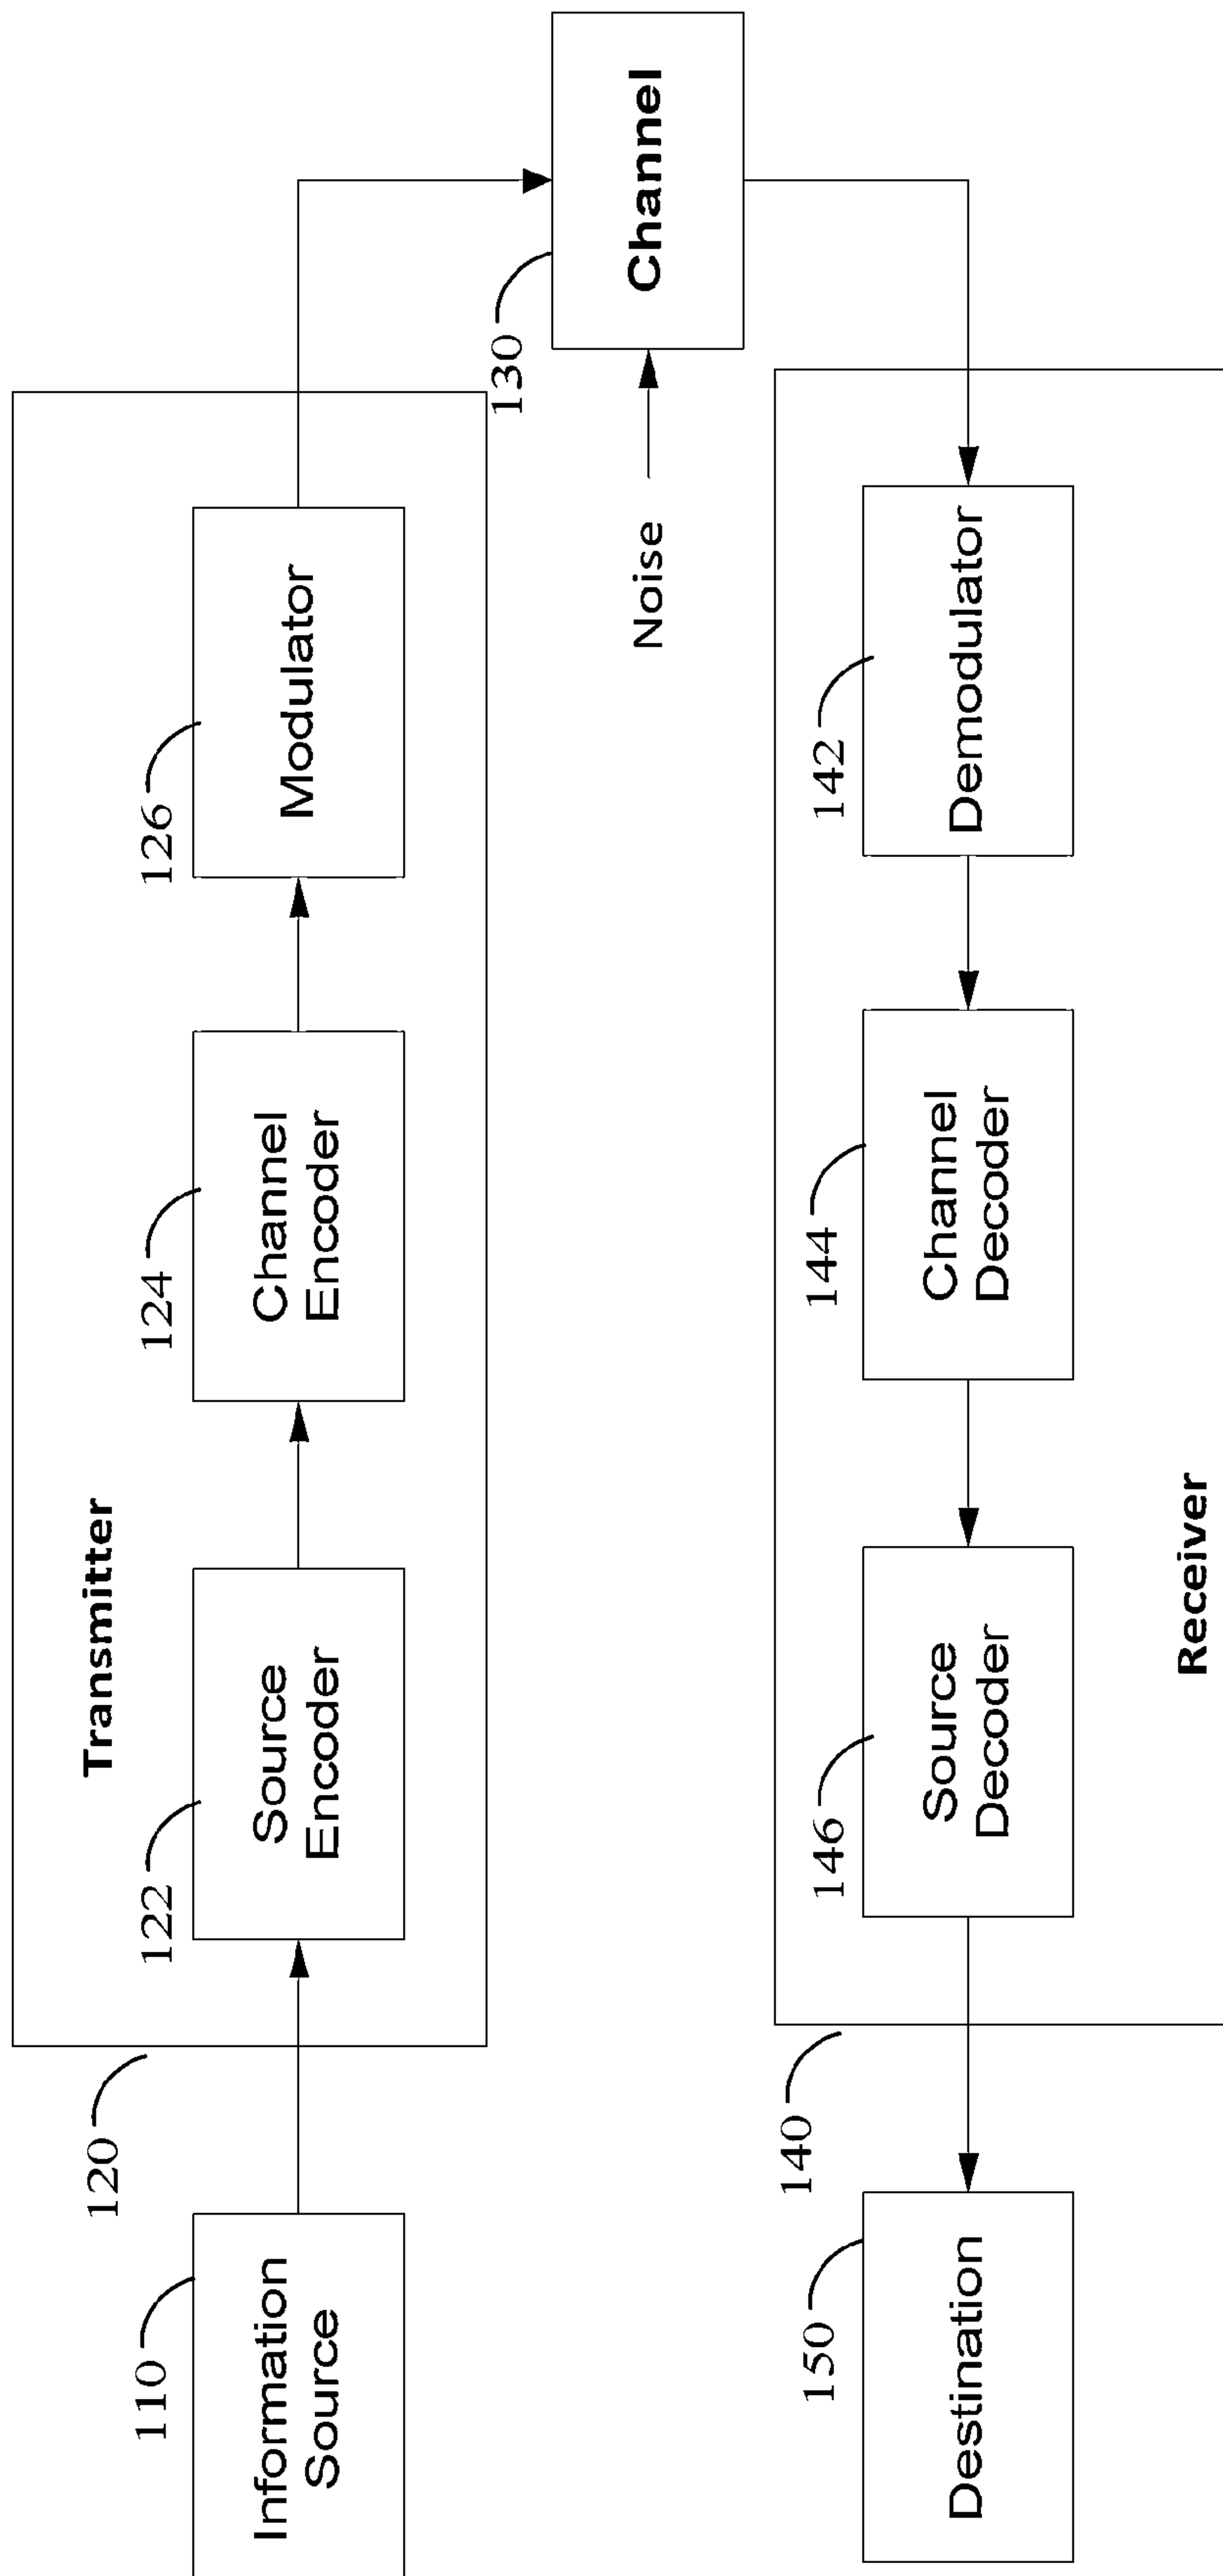 Transmitter
120
110
Information
Source
122
Source
Encoder
124
Channel
Encoder
126
Modulator
130
Channel
Noise
142
Demodulator
144
Channel
Decoder
146
Source
Decoder
140
150
Destination
Receiver